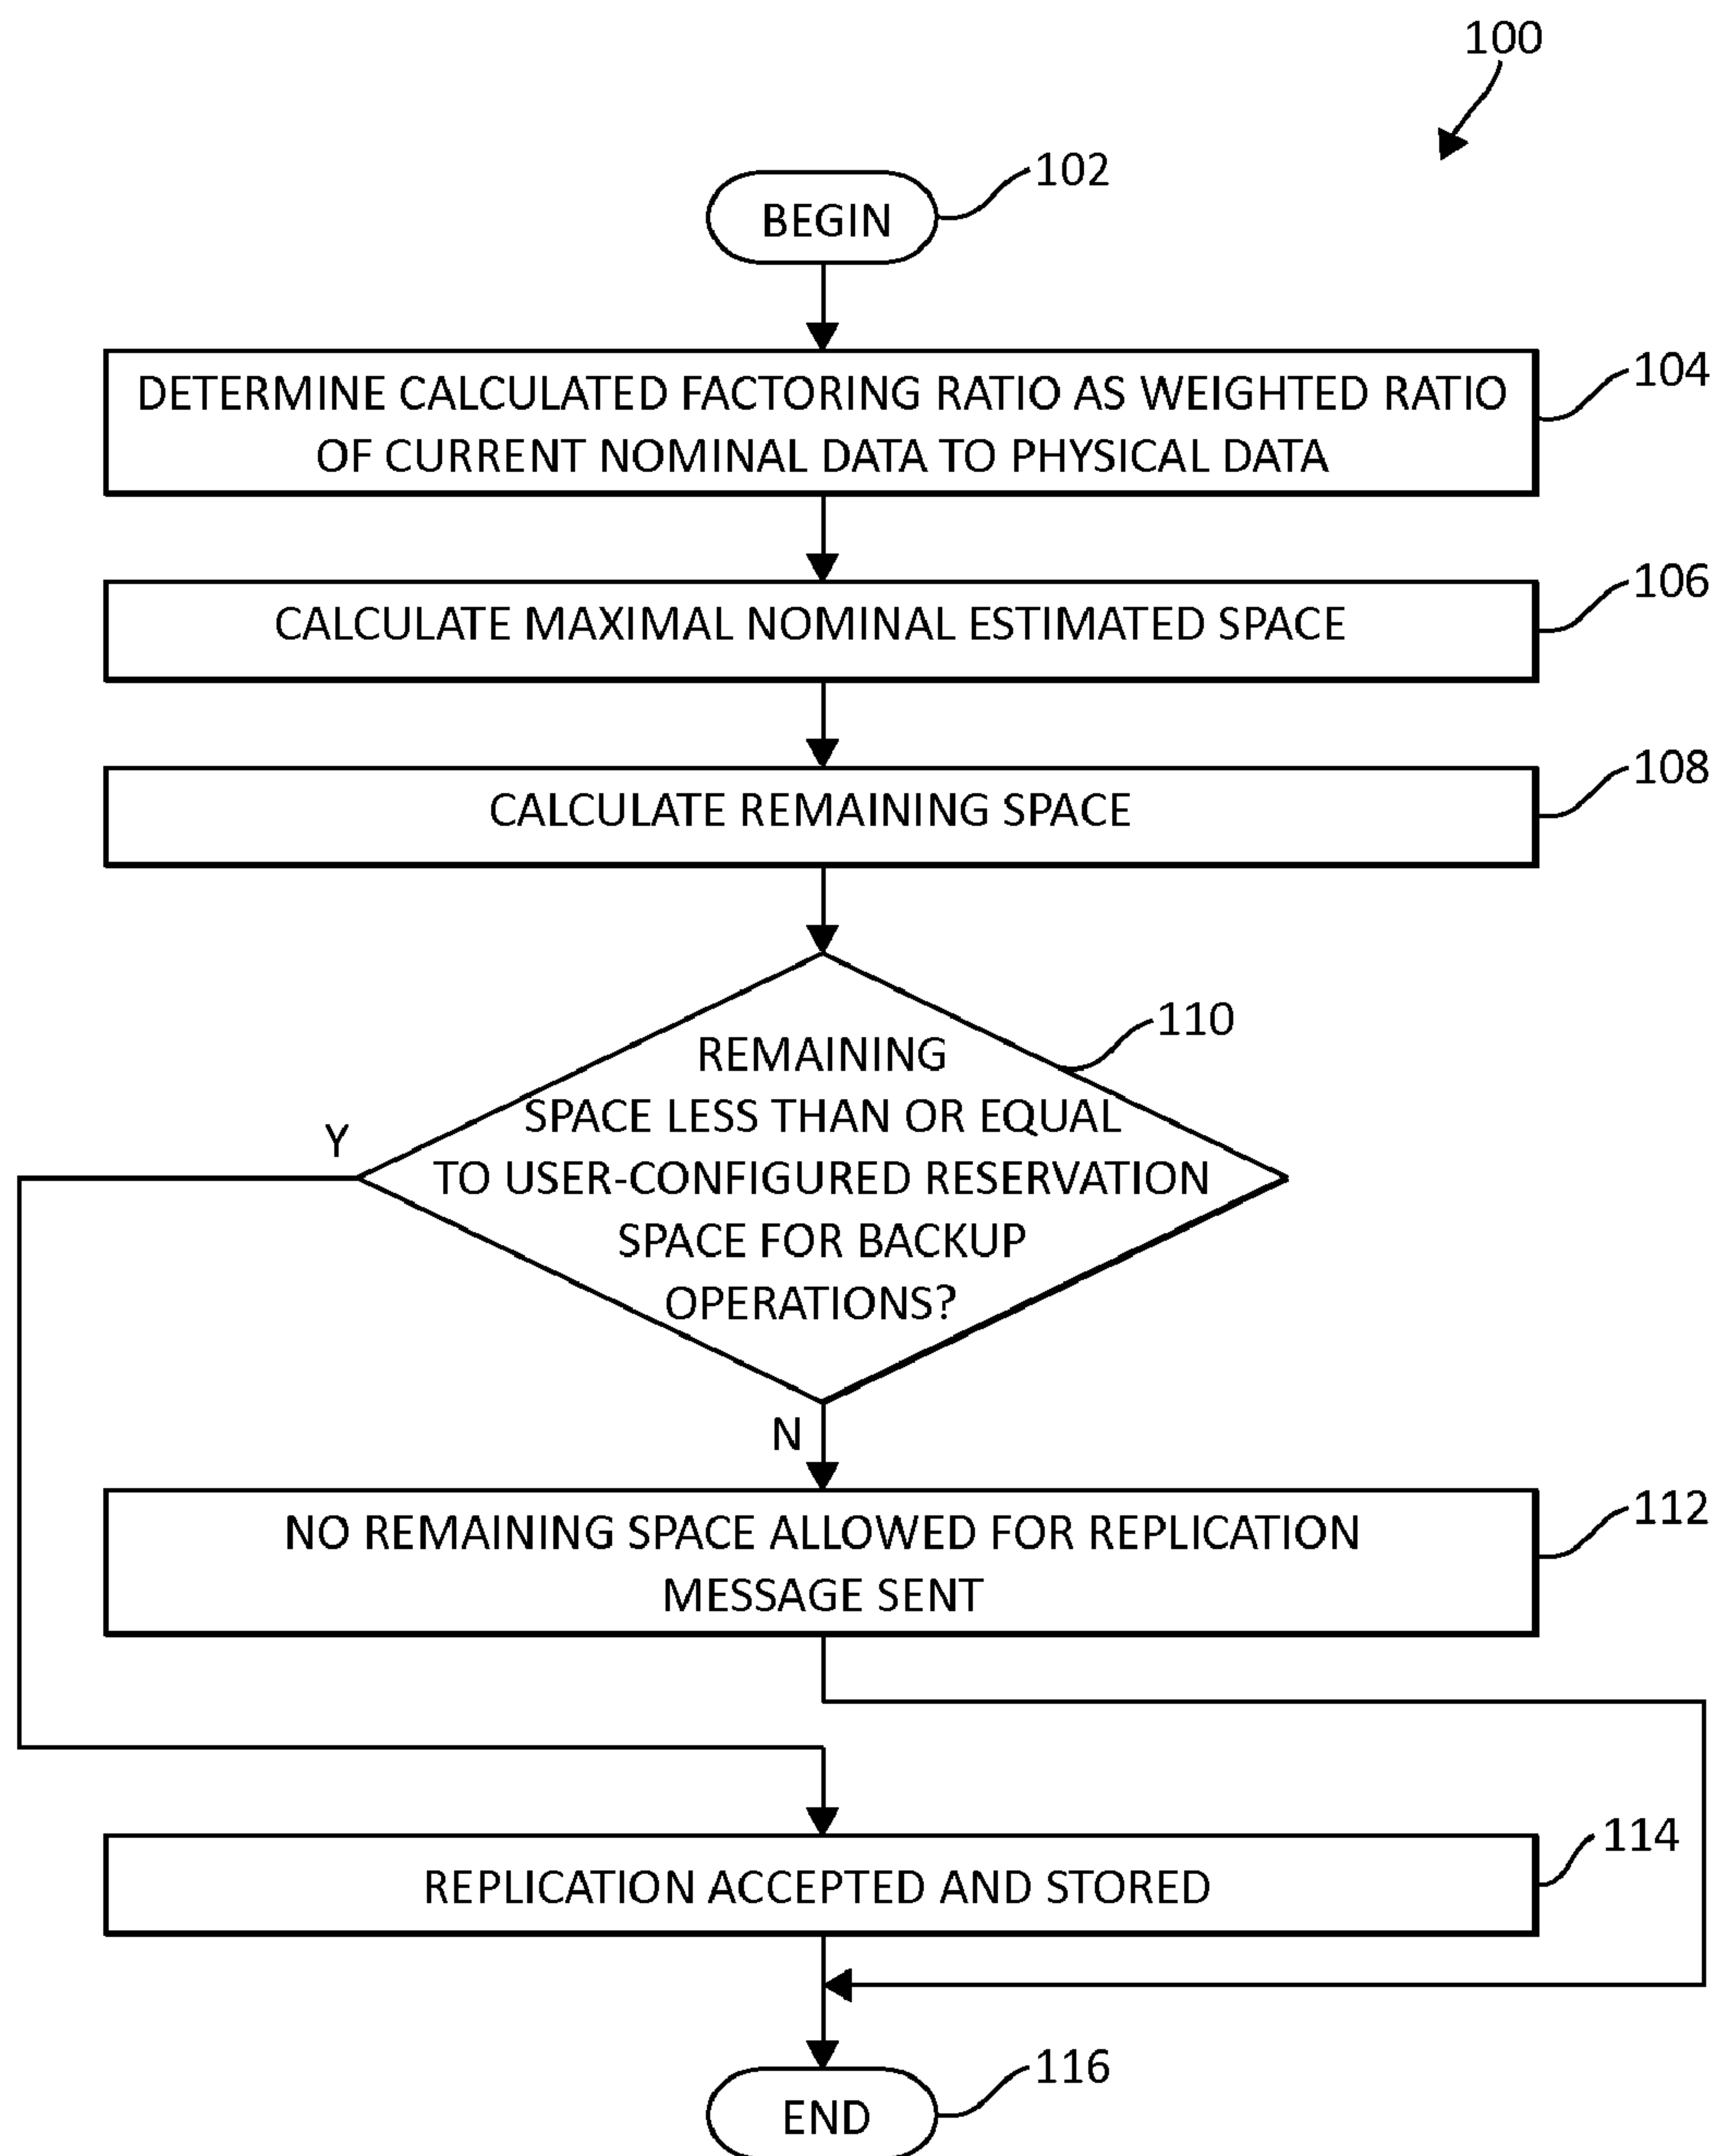 100
102
BEGIN
104
DETERMINE CALCULATED FACTORING RATIO AS WEIGHTED RATIO
OF CURRENT NOMINAL DATA TO PHYSICAL DATA
106
CALCULATE MAXIMAL NOMINAL ESTIMATED SPACE
108
CALCULATE REMAINING SPACE
110
REMAINING
SPACE LESS THAN OR EQUAL
TO USER-CONFIGURED RESERVATION
SPACE FOR BACKUP
OPERATIONS?
Y
N
112
NO REMAINING SPACE ALLOWED FOR REPLICATION
MESSAGE SENT
114
REPLICATION ACCEPTED AND STORED
116
END